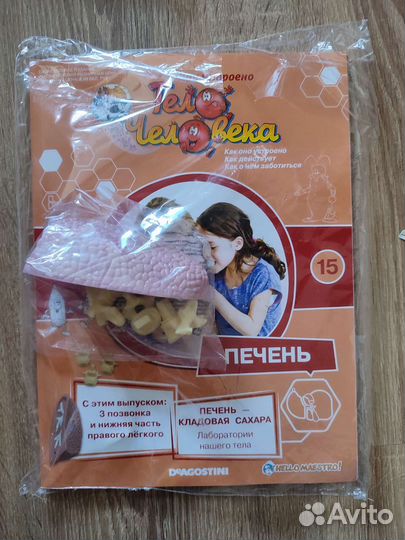 устроено
Тело
Человека
Как оно устроено
Как действует
Как о нём заботиться
15
ПЕЧЕНЬ
С этим выпуском:
3 позвонка
и нижняя часть
правого лёгкого
ПЕЧЕНЬ –
КЛАДОВАЯ САХАРА
Лаборатории
нашего тела
DeAGOSTINI
HELLO MAESTRO!
Avito